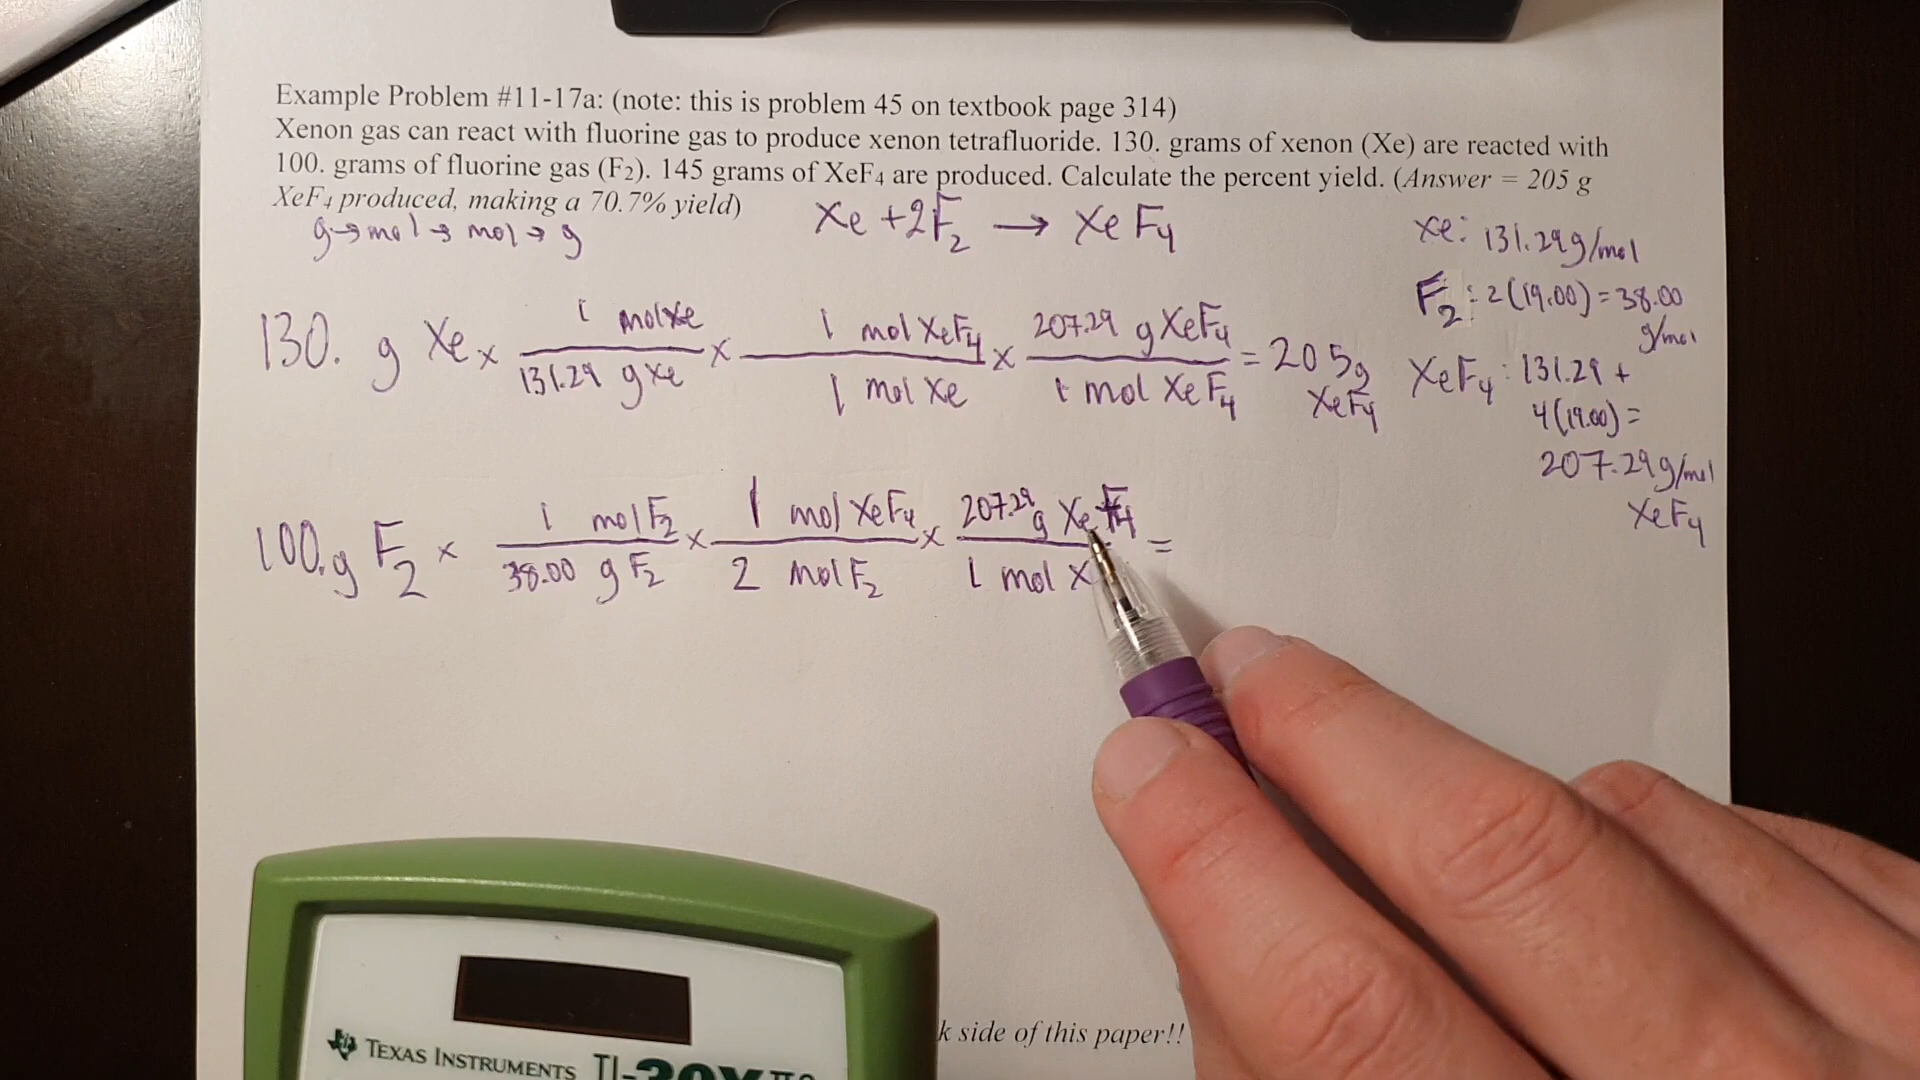 Example Problem #11-17a: (note: this is problem 45 on textbook page 314)
Xenon gas can react with fluorine gas to produce xenon tetrafluoride. 130. grams of xenon (Xe) are reacted with
100. grams of fluorine gas (F₂). 145 grams of XeF₄ are produced. Calculate the percent yield. (Answer = 205 g
XeF₄ produced, making a 70.7% yield)
g→mol→mol→g
Xe + 2F₂ → XeF₄
Xe: 131.29 g/mol
F₂: 2(19.00) = 38.00
g/mol
XeF₄: 131.29 +
4(19.00) =
207.29 g/mol
XeF₄
130. g Xe x 1 mol Xe / 131.29 g Xe x 1 mol XeF₄ / 1 mol Xe x 207.29 g XeF₄ / 1 mol XeF₄ = 205 g XeF₄
100. g F₂ x 1 mol F₂ / 38.00 g F₂ x 1 mol XeF₄ / 2 mol F₂ x 207.29 g XeF₄ / 1 mol X =
side of this paper!!
TEXAS INSTRUMENTS